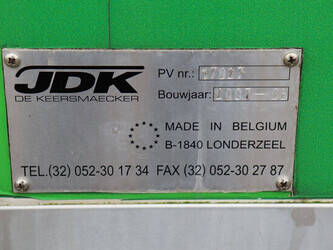 JDK
DE KEERSMAECKER
PV nr.:
Bouwjaar:
MADE IN BELGIUM
B-1840 LONDERZEEL
TEL.(32) 052-30 17 34 FAX (32) 052-30 27 87